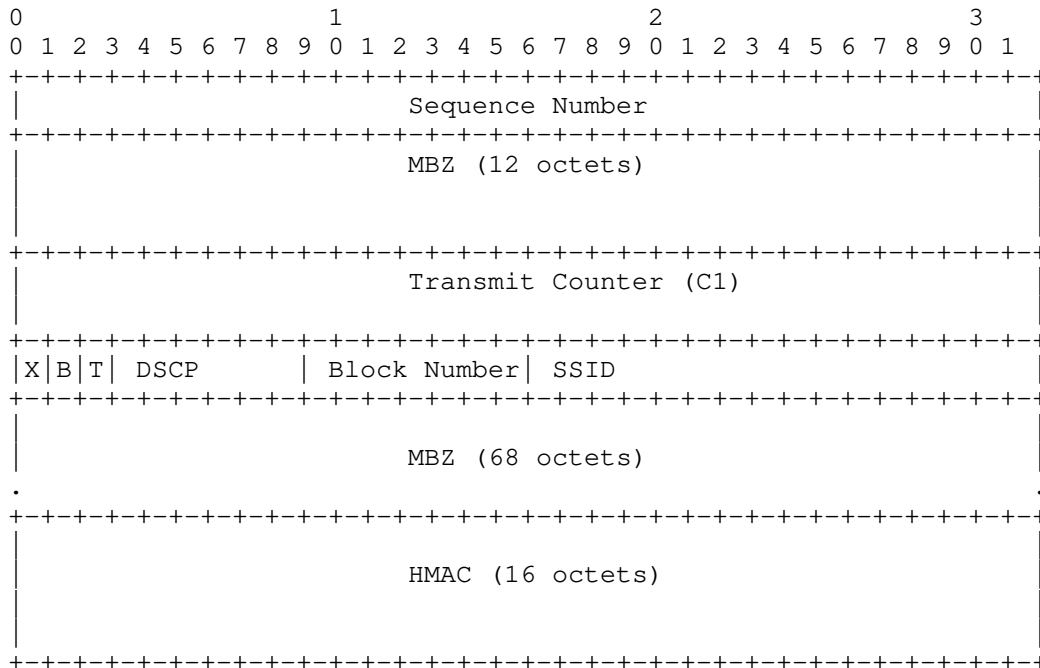 0                   1                   2                   3
0 1 2 3 4 5 6 7 8 9 0 1 2 3 4 5 6 7 8 9 0 1 2 3 4 5 6 7 8 9 0 1
+-+-+-+-+-+-+-+-+-+-+-+-+-+-+-+-+-+-+-+-+-+-+-+-+-+-+-+-+-+-+-+-+
|                        Sequence Number                        |
+-+-+-+-+-+-+-+-+-+-+-+-+-+-+-+-+-+-+-+-+-+-+-+-+-+-+-+-+-+-+-+-+
|                        MBZ (12 octets)                        |
|                                                               |
|                                                               |
+-+-+-+-+-+-+-+-+-+-+-+-+-+-+-+-+-+-+-+-+-+-+-+-+-+-+-+-+-+-+-+-+
|                        Transmit Counter (C1)                  |
|                                                               |
+-+-+-+-+-+-+-+-+-+-+-+-+-+-+-+-+-+-+-+-+-+-+-+-+-+-+-+-+-+-+-+-+
|X|B|T| DSCP      | Block Number| SSID                          |
+-+-+-+-+-+-+-+-+-+-+-+-+-+-+-+-+-+-+-+-+-+-+-+-+-+-+-+-+-+-+-+-+
|                                                               |
|                        MBZ (68 octets)                        |
.                                                               .
+-+-+-+-+-+-+-+-+-+-+-+-+-+-+-+-+-+-+-+-+-+-+-+-+-+-+-+-+-+-+-+-+
|                                                               |
|                        HMAC (16 octets)                       |
|                                                               |
|                                                               |
+-+-+-+-+-+-+-+-+-+-+-+-+-+-+-+-+-+-+-+-+-+-+-+-+-+-+-+-+-+-+-+-+